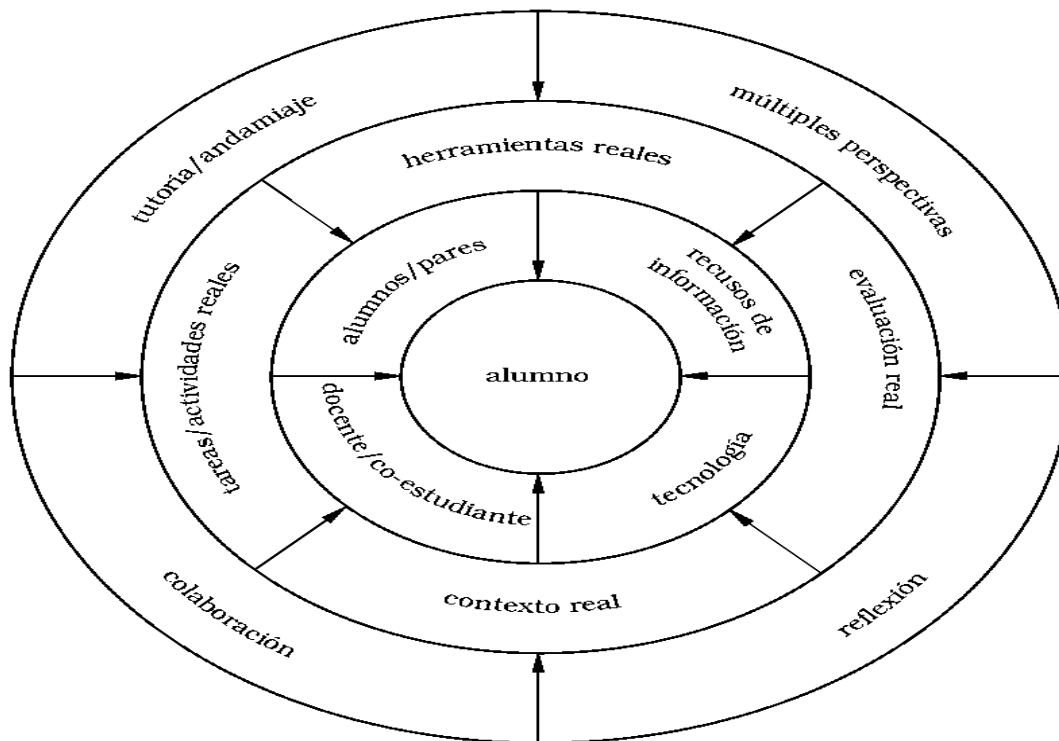 tutoría/andamiaje
múltiples perspectivas
herramientas reales
alumnos/pares
recusos de
información
tareas/actividades reales
evaluación real
alumno
docente/co-estudiante
tecnología
contexto real
colaboración
reflexión